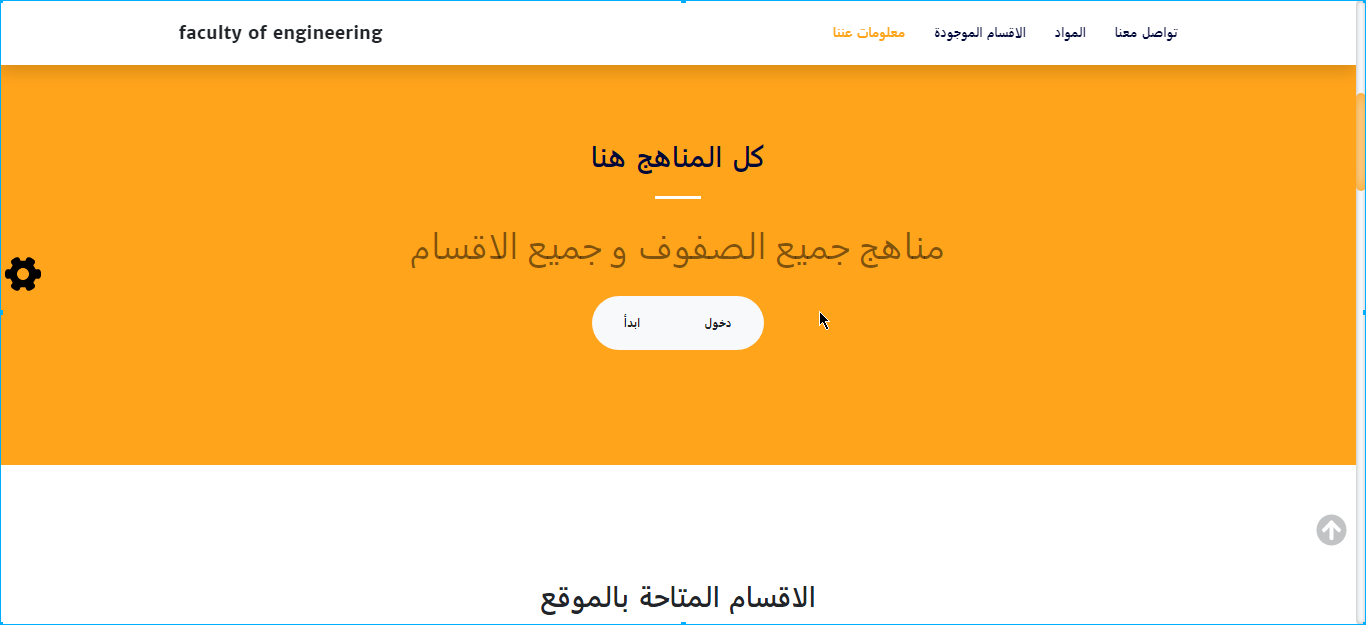 faculty of engineering
معلومات عننا
الاقسام الموجودة
المواد
تواصل معنا
كل المناهج هنا
مناهج جميع الصفوف و جميع الاقسام
دخول
ابدأ
الاقسام المتاحة بالموقع